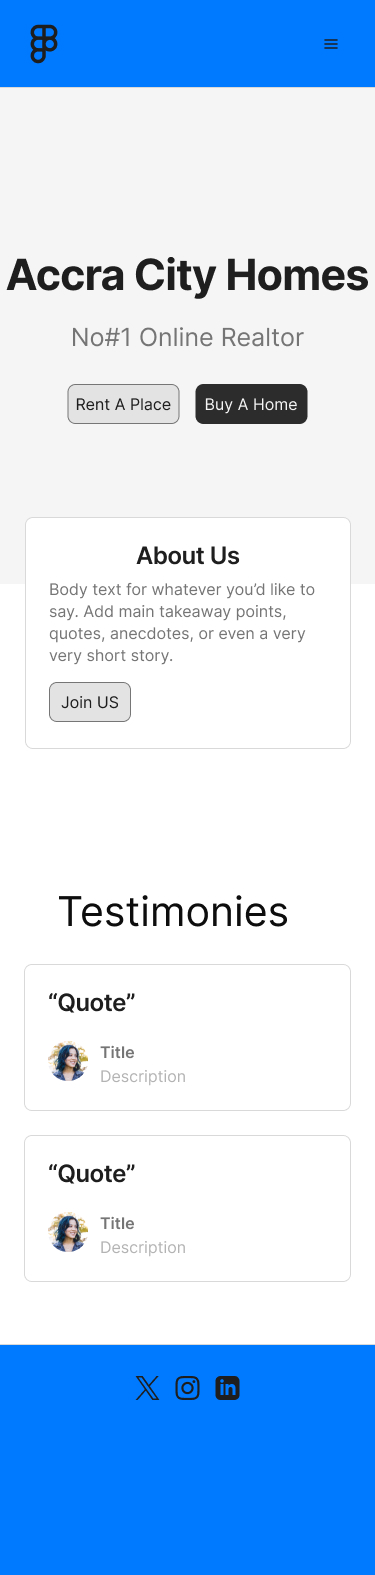 Accra City Homes
No#1 Online Realtor
Rent A Place
Buy A Home
About Us
Body text for whatever you’d like to
say. Add main takeaway points,
quotes, anecdotes, or even a very
very short story.
Join US
Testimonies
“Quote”
Title
Description
“Quote”
Title
Description